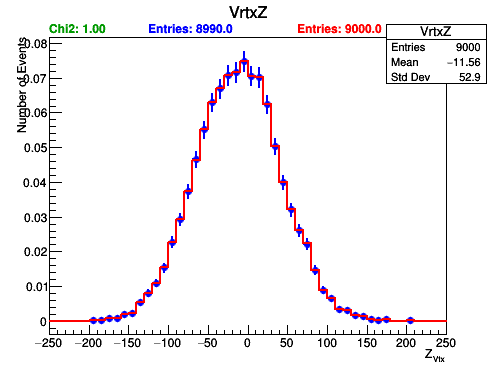 VrtxZ
Chi2: 1.00 Entries: 8990.0 Entries: 9000.0
VrtxZ
Entries 9000
Mean −11.56
Std Dev 52.9
Number of Events
0.08
0.07
0.06
0.05
0.04
0.03
0.02
0.01
0
−250 −200 −150 −100 −50 0 50 100 150 200 250
Z_Vtx